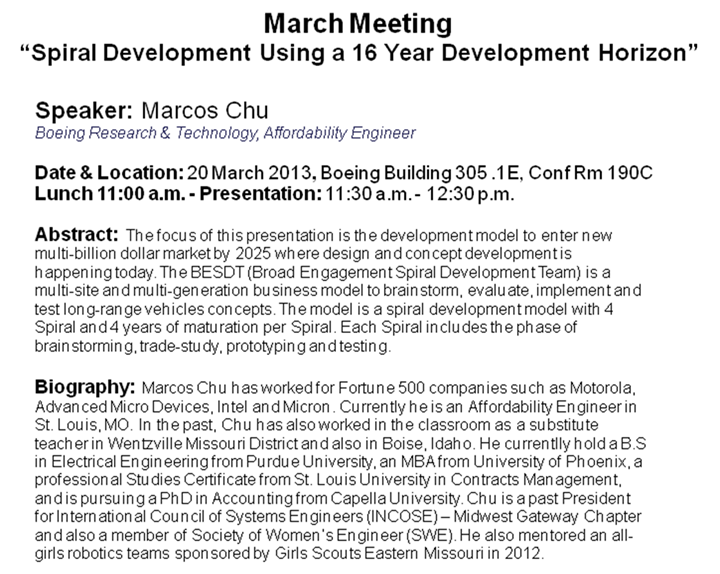 March Meeting
“Spiral Development Using a 16 Year Development Horizon”
Speaker: Marcos Chu
Boeing Research & Technology, Affordability Engineer
Date & Location: 20 March 2013, Boeing Building 305 .1E, Conf Rm 190C
Lunch 11:00 a.m. - Presentation: 11:30 a.m.- 12:30 p.m.
Abstract: The focus of this presentation is the development model to enter new
multi-billion dollar market by 2025 where design and concept development is
happening today. The BESDT (Broad Engagement Spiral Development Team) is a
multi-site and multi-generation business model to brainstorm, evaluate, implement and
test long-range vehicles concepts. The model is a spiral development model with 4
Spiral and 4 years of maturation per Spiral. Each Spiral includes the phase of
brainstorming, trade-study, prototyping and testing.
Biography: Marcos Chu has worked for Fortune 500 companies such as Motorola,
Advanced Micro Devices, Intel and Micron. Currently he is an Affordability Engineer in
St. Louis, MO. In the past, Chu has also worked in the classroom as a substitute
teacher in Wentzville Missouri District and also in Boise, Idaho. He currentlly hold a B.S
in Electrical Engineering from Purdue University, an MBA from University of Phoenix, a
professional Studies Certificate from St. Louis University in Contracts Management,
and is pursuing a PhD in Accounting from Capella University. Chu is a past President
for International Council of Systems Engineers (INCOSE) – Midwest Gateway Chapter
and also a member of Society of Women's Engineer (SWE). He also mentored an all-
girls robotics teams sponsored by Girls Scouts Eastern Missouri in 2012.